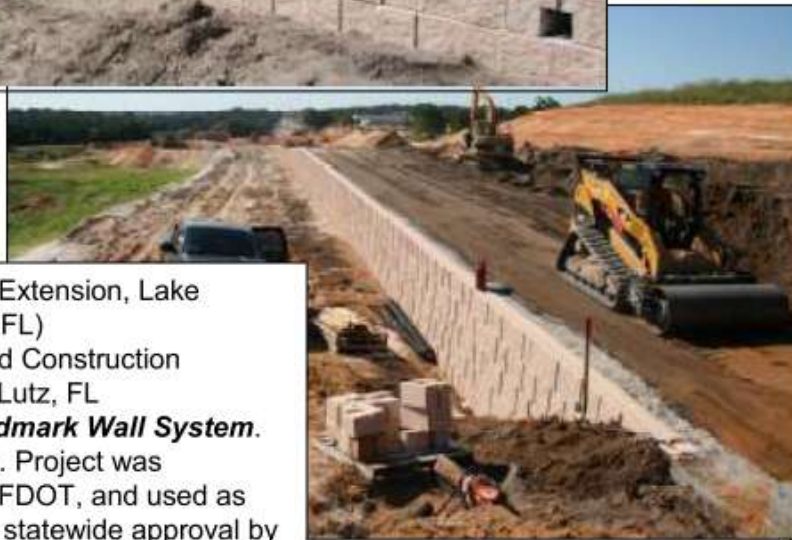 Extension, Lake
FL)
d Construction
Lutz, FL
dmark Wall System.
. Project was
FDOT, and used as
statewide approval by